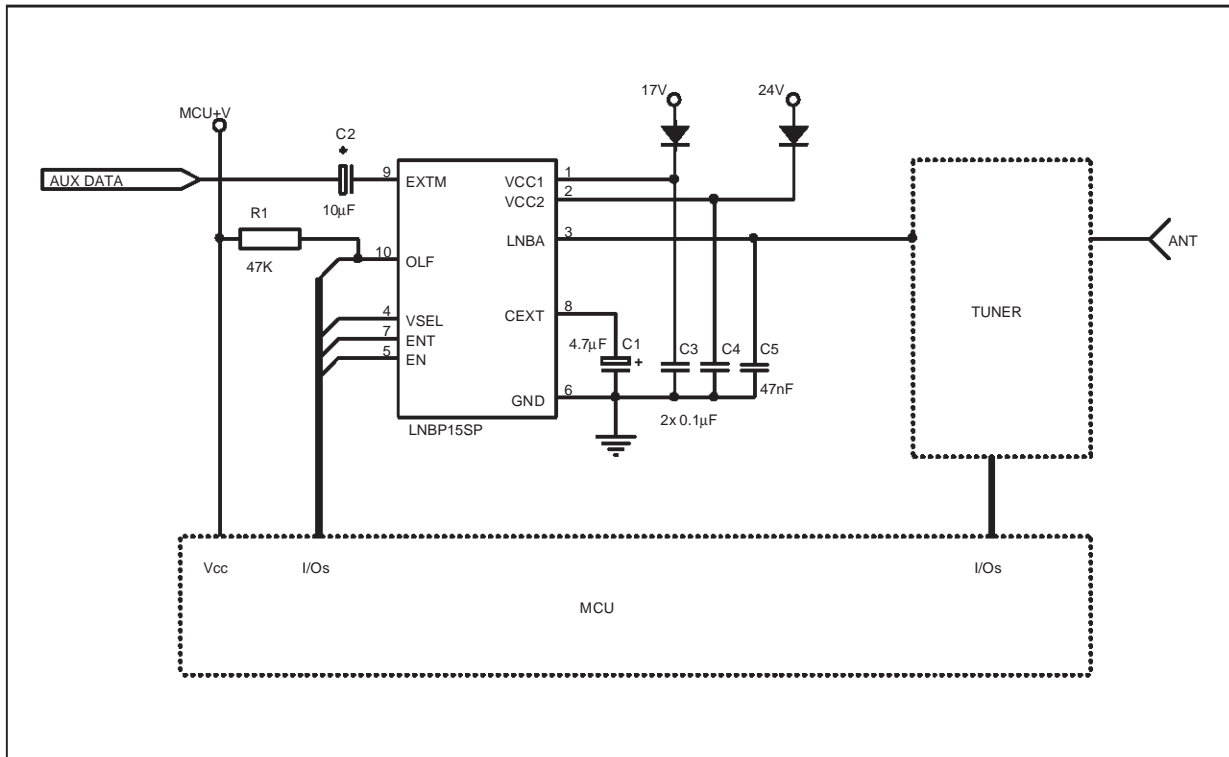 17V
24V
MCU+V
C2
+
AUX DATA
10μF
9
EXTM
VCC1
1
VCC2
2
R1
47K
10
OLF
LNBA
3
ANT
4
VSEL
7
ENT
5
EN
CEXT
8
4.7μF
C1
+
C3
C4
C5
47nF
TUNER
GND
6
2x 0.1μF
LNBP15SP
Vcc
I/Os
I/Os
MCU